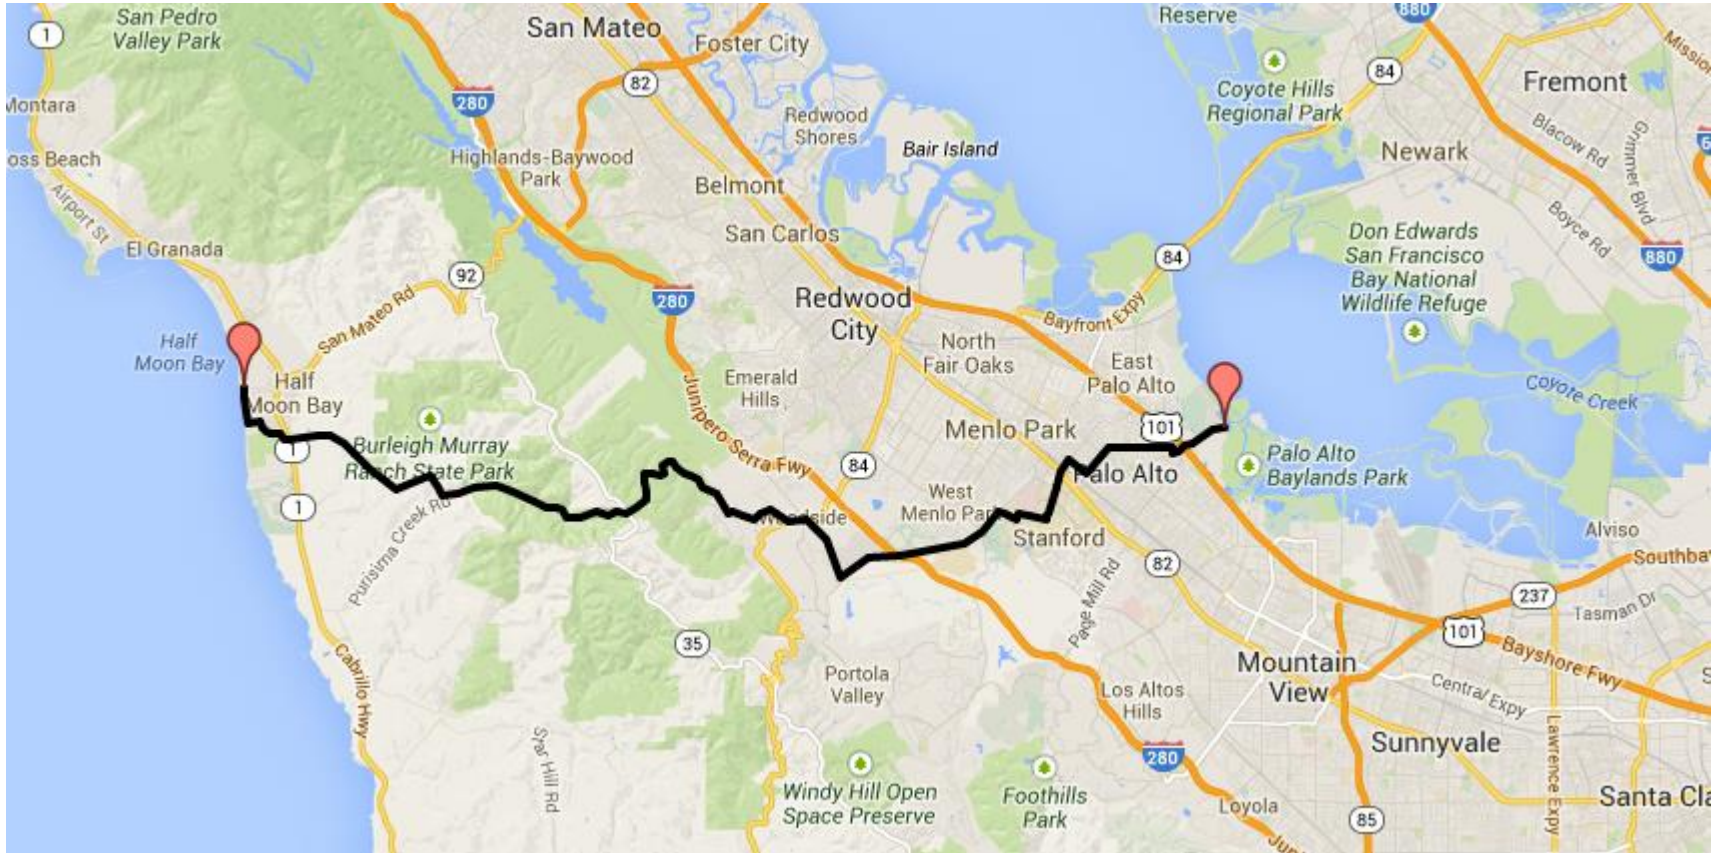 San Pedro
Valley Park
1
Montara
oss Beach
Airport St
El Granada
Half
Moon Bay
San Mateo
Foster City
82
280
Redwood
Shores
Highlands-Baywood
Park
Bair Island
Belmont
San Carlos
92
San Mateo Rd
280
Redwood
City
North
Fair Oaks
Bayfront Expy
84
East
Palo Alto
Reserve
880
Mission
84
Coyote Hills
Regional Park
Fremont
Blacow Rd
Grimmer Blvd
Newark
Boyce Rd
880
Don Edwards
San Francisco
Bay National
Wildlife Refuge
Coyote Creek
Half
Moon Bay
Burleigh Murray
Ranch State Park
1
1
Purisima Creek Rd
Cabrillo Hwy
Emerald
Hills
Junipero Serra Fwy
84
Menlo Park
101
Palo Alto
Palo Alto
Baylands Park
West
Menlo Park
Woodside
Stanford
Page Mill Rd
82
Alviso
Southba
237
Tasman Dr
101
Bayshore Fwy
35
Portola
Valley
Los Altos
Hills
Mountain
View
Central Expy
Star Hill Rd
Windy Hill Open
Space Preserve
Foothills
Park
280
Sunnyvale
Lawrence Expy
Loyola
85
Santa Cla